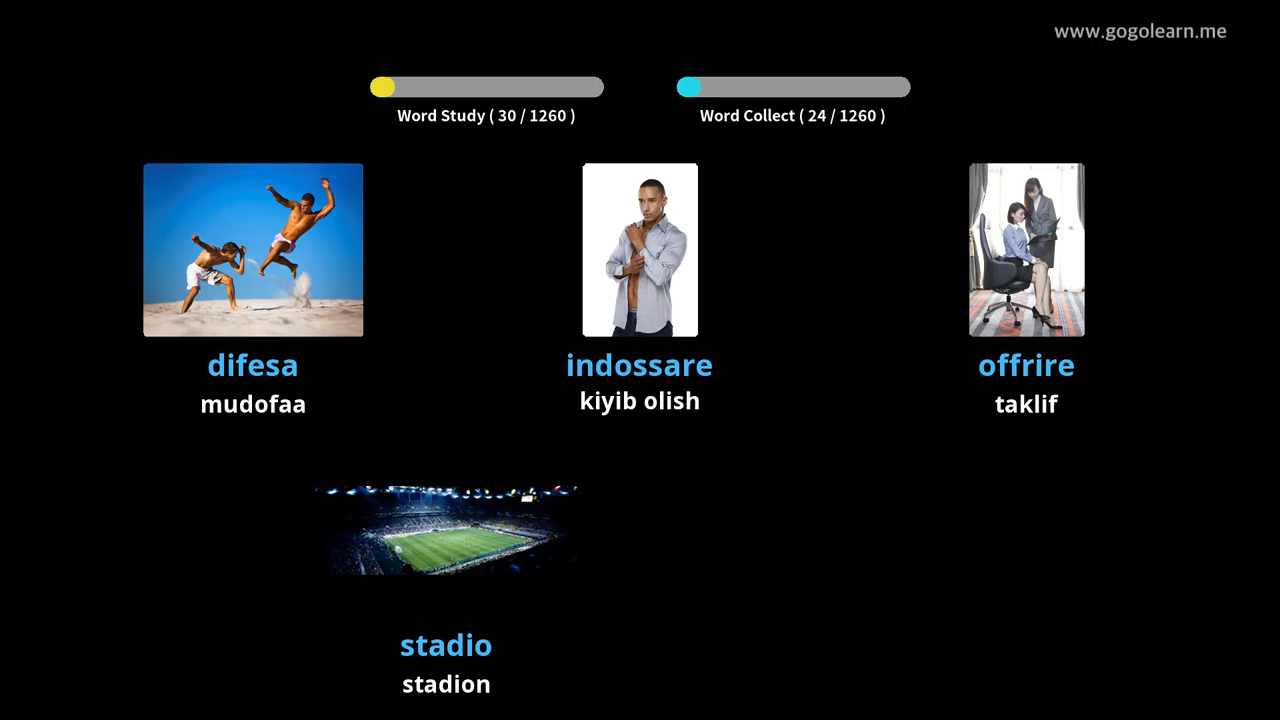 www.gogolearn.me
Word Study ( 30 / 1260 )
Word Collect ( 24 / 1260 )
difesa
mudofaa
indossare
kiyib olish
offrire
taklif
stadio
stadion